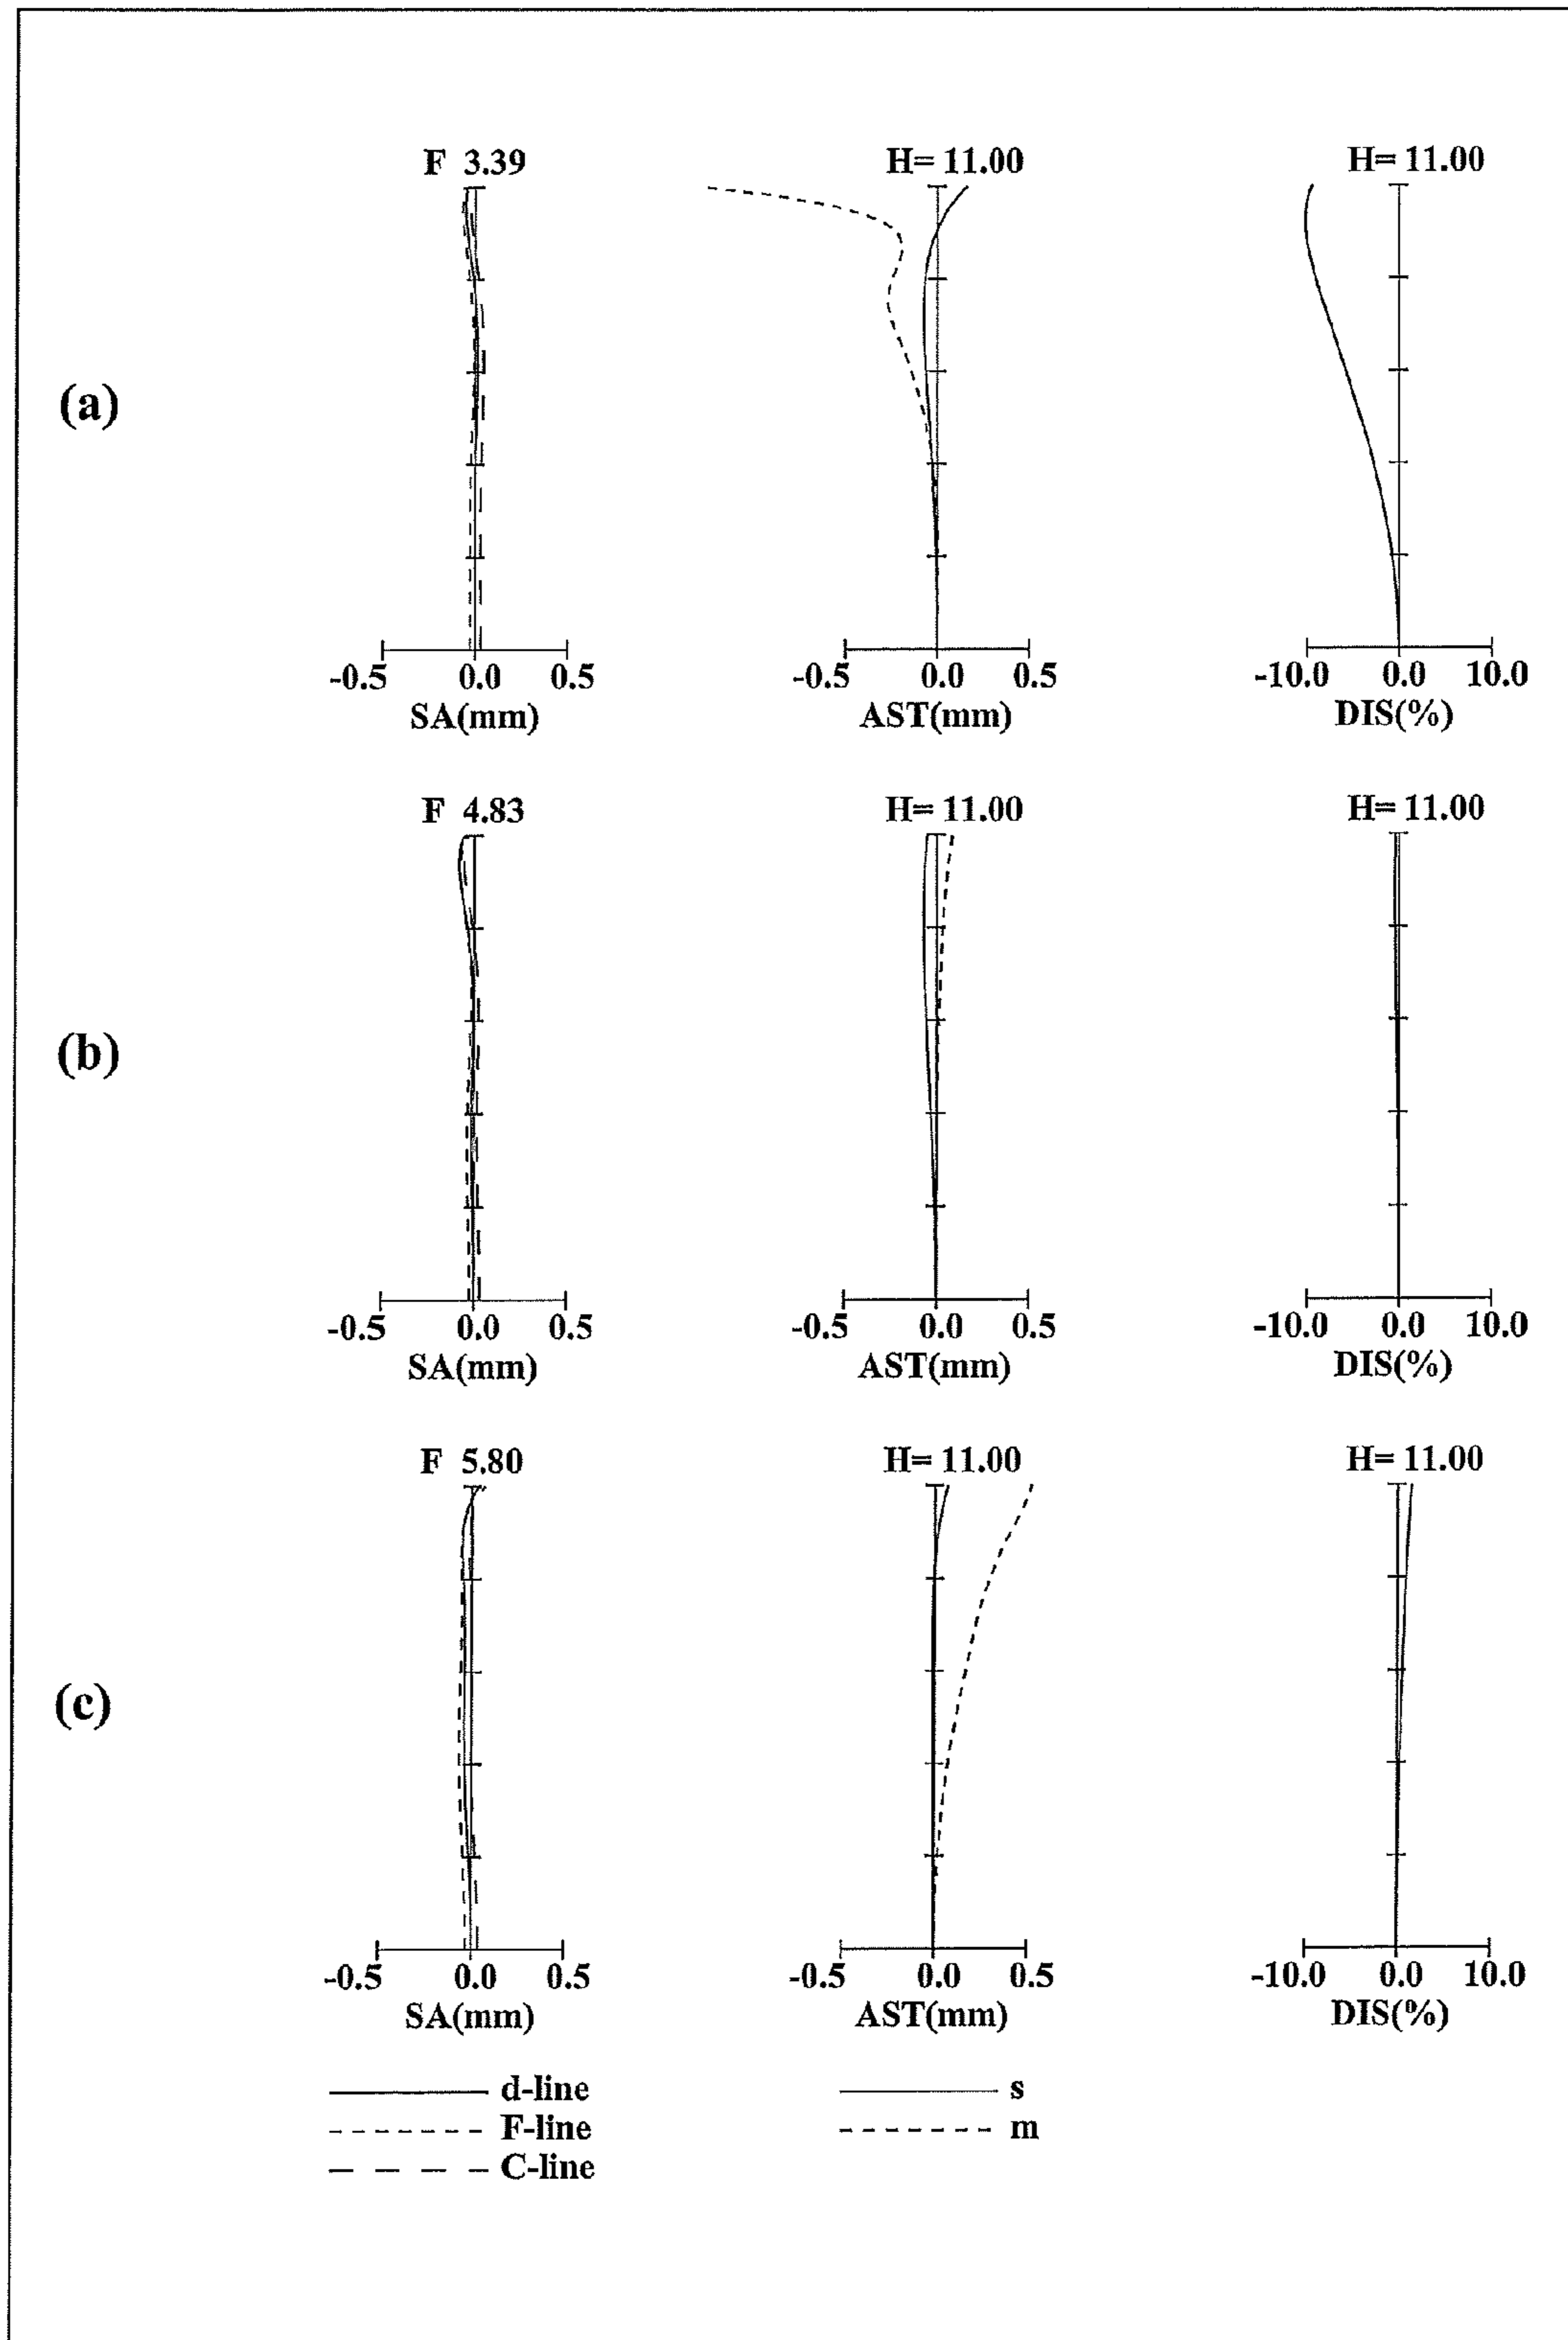 F 3.39
H= 11.00
H= 11.00
(a)
-0.5 0.0 0.5
SA(mm)
-0.5 0.0 0.5
AST(mm)
-10.0 0.0 10.0
DIS(%)
F 4.83
H= 11.00
H= 11.00
(b)
-0.5 0.0 0.5
SA(mm)
-0.5 0.0 0.5
AST(mm)
-10.0 0.0 10.0
DIS(%)
F 5.80
H= 11.00
H= 11.00
(c)
-0.5 0.0 0.5
SA(mm)
-0.5 0.0 0.5
AST(mm)
-10.0 0.0 10.0
DIS(%)
d-line
F-line
C-line
s
m